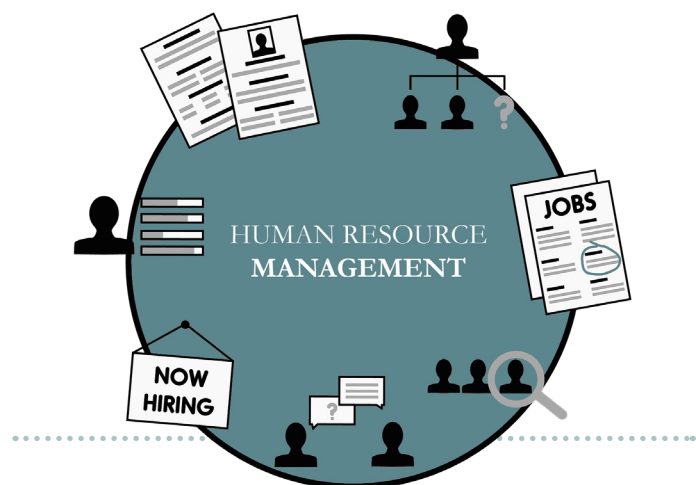 HUMAN RESOURCE
MANAGEMENT
?
JOBS
NOW
HIRING
?